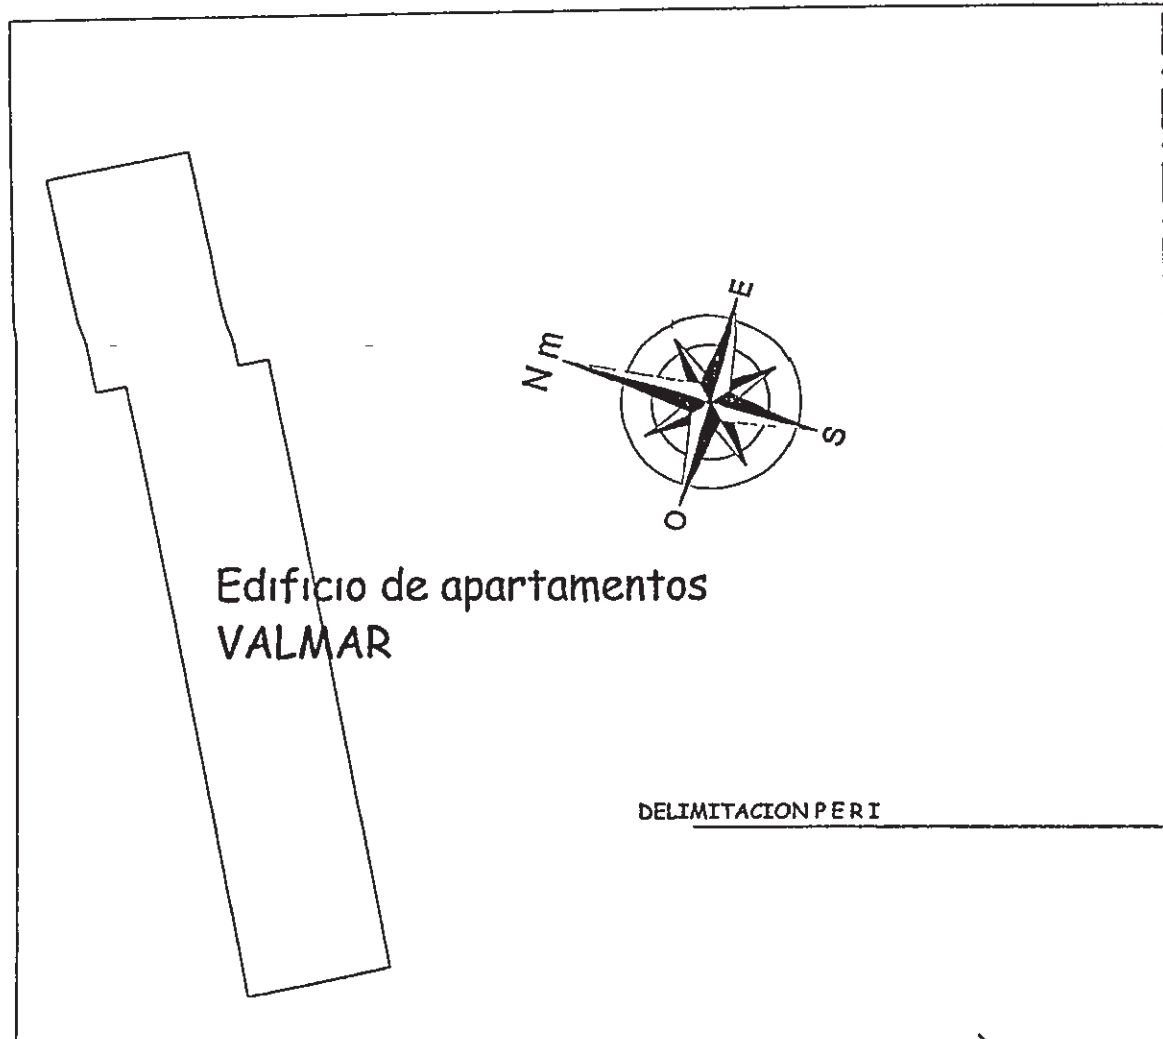 E
N m
S
O
Edificio de apartamentos
VALMAR
DELIMITACION P E R I